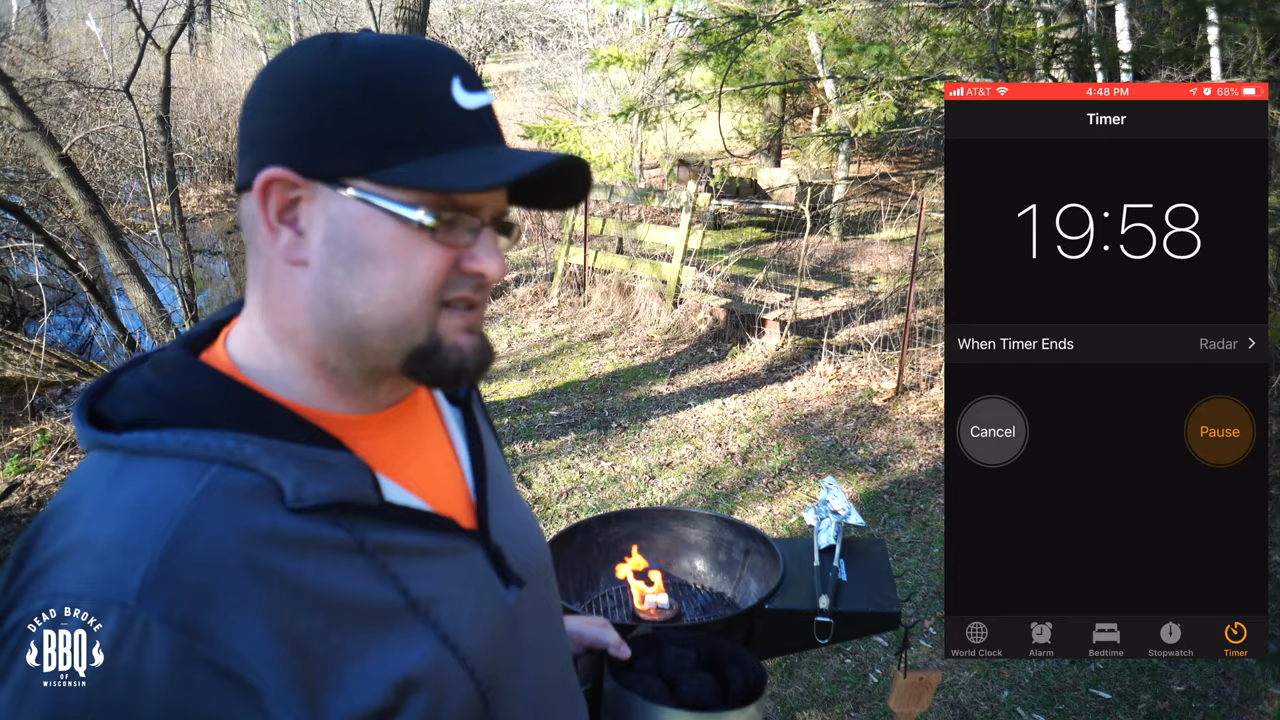 AT&T 4:48 PM 68%
Timer
19:58
When Timer Ends Radar
Cancel Pause
World Clock Alarm Bedtime Stopwatch Timer
DEAD BROKE
BBQ
OF
WISCONSIN